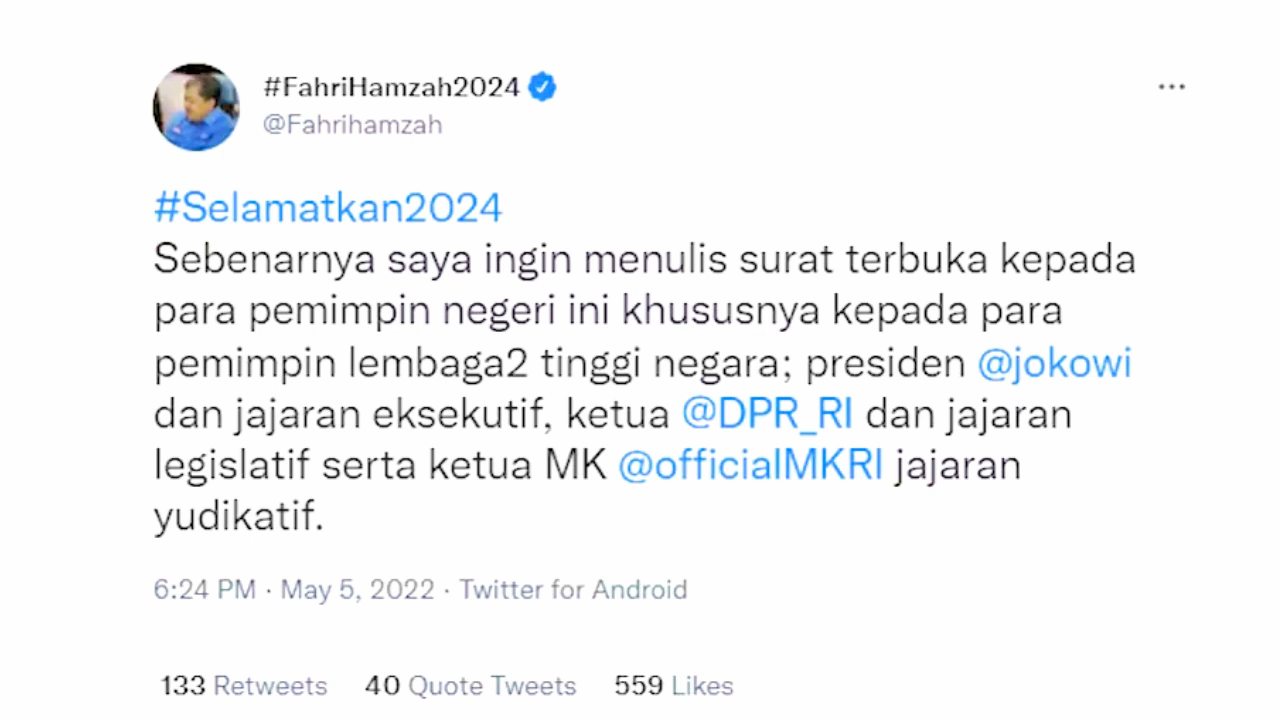 #FahriHamzah2024
@Fahrihamzah
#Selamatkan2024
Sebenarnya saya ingin menulis surat terbuka kepada
para pemimpin negeri ini khususnya kepada para
pemimpin lembaga2 tinggi negara; presiden @jokowi
dan jajaran eksekutif, ketua @DPR_RI dan jajaran
legislatif serta ketua MK @officialMKRI jajaran
yudikatif.
6:24 PM · May 5, 2022 · Twitter for Android
133 Retweets 40 Quote Tweets 559 Likes